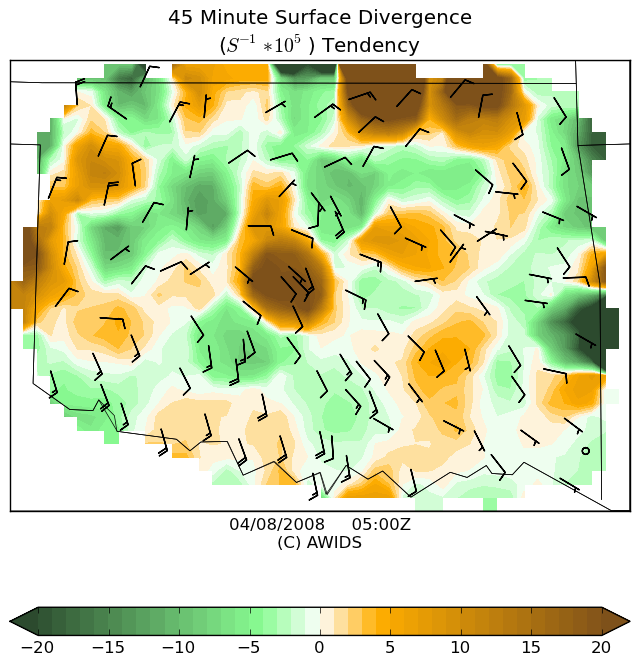 45 Minute Surface Divergence
(S⁻¹ *10⁵ ) Tendency
04/08/2008 05:00Z
(C) AWIDS
−20 −15 −10 −5 0 5 10 15 20